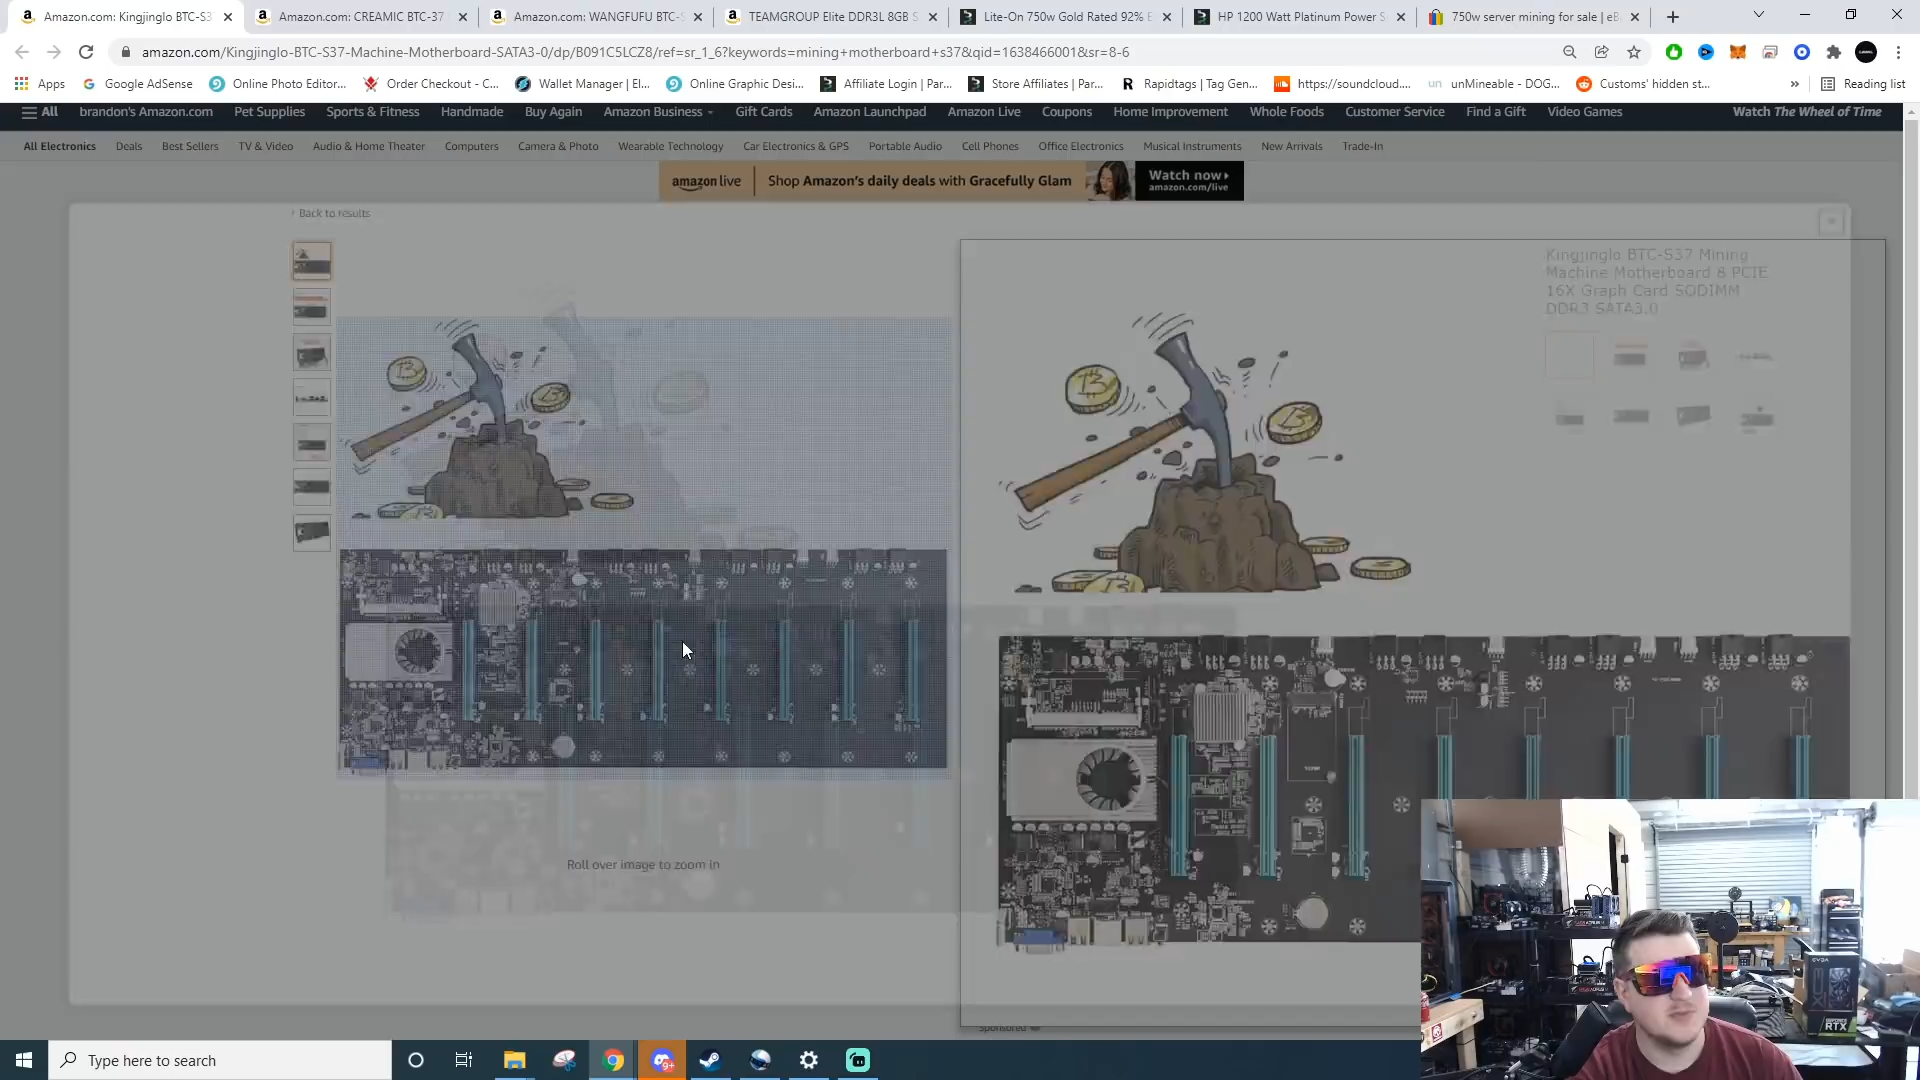 Amazon.com: Kingjinglo BTC-S3
Amazon.com: CREAMIC BTC-37
Amazon.com: WANGFUFU BTC-S
TEAMGROUP Elite DDR3L 8GB S
Lite-On 750w Gold Rated 92% E
HP 1200 Watt Platinum Power S
750w server mining for sale | eB
amazon.com/Kingjinglo-BTC-S37-Machine-Motherboard-SATA3-0/dp/B091C5LCZ8/ref=sr_1_6?keywords=mining+motherboard+s37&qid=1638466001&sr=8-6
Apps
Google AdSense
Online Photo Editor...
Order Checkout - C...
Wallet Manager | El...
Online Graphic Desi...
Affiliate Login | Par...
Store Affiliates | Par...
Rapidtags | Tag Gen...
https://soundcloud....
unMineable - DOG...
Customs' hidden st...
»
Reading list
All
brandon's Amazon.com
Pet Supplies
Sports & Fitness
Handmade
Buy Again
Amazon Business
Gift Cards
Amazon Launchpad
Amazon Live
Coupons
Home Improvement
Whole Foods
Customer Service
Find a Gift
Video Games
Watch The Wheel of Time
All Electronics
Deals
Best Sellers
TV & Video
Audio & Home Theater
Computers
Camera & Photo
Wearable Technology
Car Electronics & GPS
Portable Audio
Cell Phones
Office Electronics
Musical Instruments
New Arrivals
Trade-In
amazon live
Shop Amazon's daily deals with Gracefully Glam
Watch now
amazon.com/live
‹ Back to results
Kingjinglo BTC-S37 Mining
Machine Motherboard 8 PCIE
16X Graph Card SODIMM
DDR3 SATA3.0
Roll over image to zoom in
Sponsored
EVGA
GEFORCE
RTX
Type here to search
9+